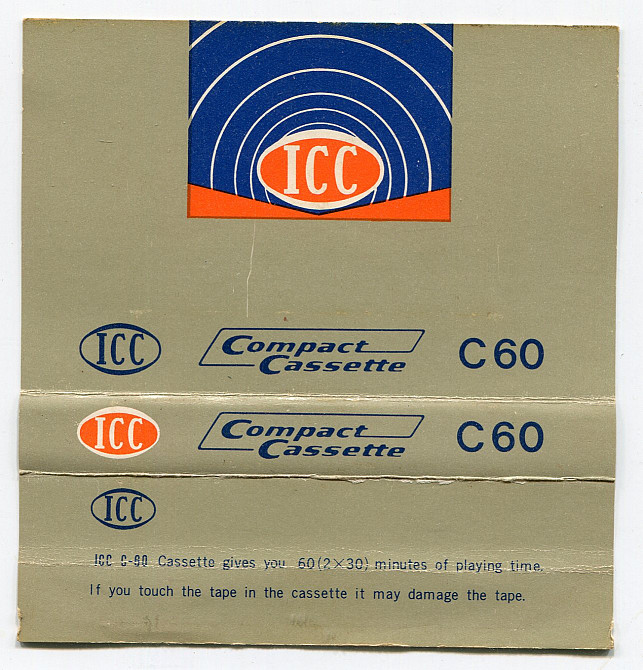 ICC
ICC Compact Cassette C60
ICC Compact Cassette C60
ICC
ICC C-60 Cassette gives you 60(2×30) minutes of playing time.
If you touch the tape in the cassette it may damage the tape.